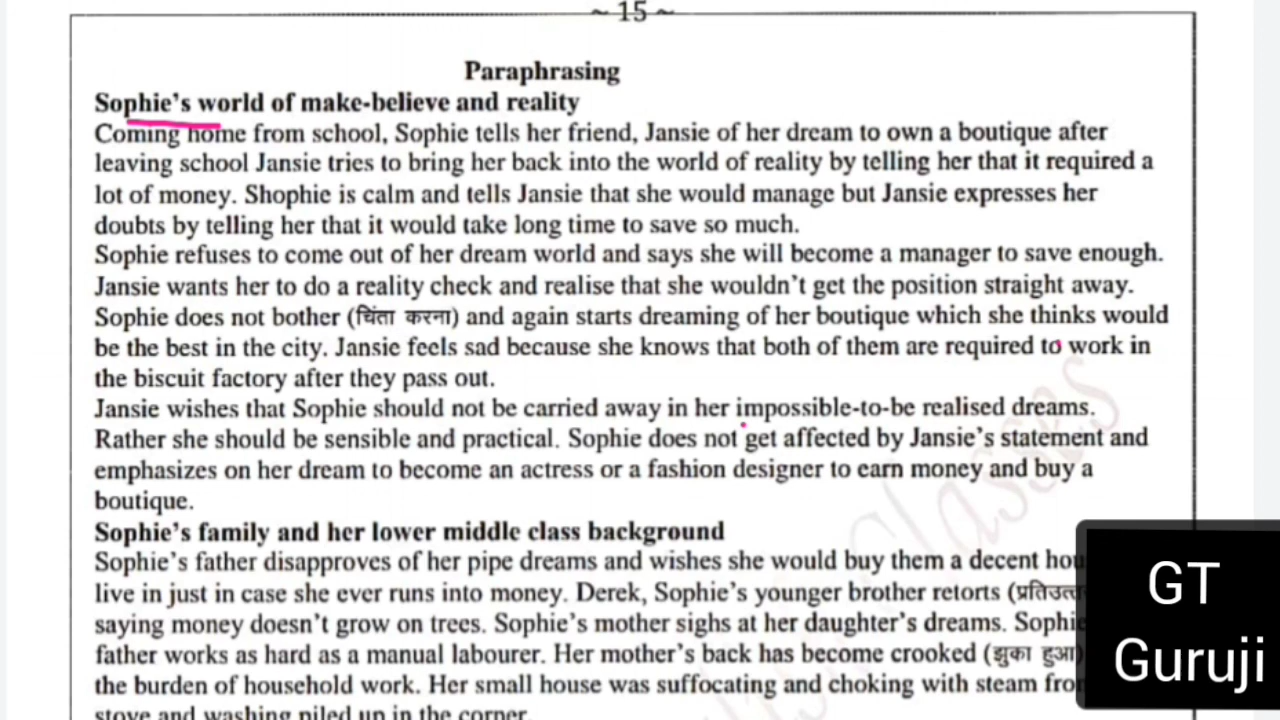 ~ 15 ~
Paraphrasing
Sophie's world of make-believe and reality
Coming home from school, Sophie tells her friend, Jansie of her dream to own a boutique after
leaving school Jansie tries to bring her back into the world of reality by telling her that it required a
lot of money. Shophie is calm and tells Jansie that she would manage but Jansie expresses her
doubts by telling her that it would take long time to save so much.
Sophie refuses to come out of her dream world and says she will become a manager to save enough.
Jansie wants her to do a reality check and realise that she wouldn't get the position straight away.
Sophie does not bother (चिंता करना) and again starts dreaming of her boutique which she thinks would
be the best in the city. Jansie feels sad because she knows that both of them are required to work in
the biscuit factory after they pass out.
Jansie wishes that Sophie should not be carried away in her impossible-to-be realised dreams.
Rather she should be sensible and practical. Sophie does not get affected by Jansie's statement and
emphasizes on her dream to become an actress or a fashion designer to earn money and buy a
boutique.
Sophie's family and her lower middle class background
Sophie's father disapproves of her pipe dreams and wishes she would buy them a decent
live in just in case she ever runs into money. Derek, Sophie's younger brother retorts
saying money doesn't grow on trees. Sophie's mother sighs at her daughter's dreams.
father works as hard as a manual labourer. Her mother's back has become crooked (झुका हुआ)
the burden of household work. Her small house was suffocating and choking with steam
stove and washing piled up in the corner.
Classes
GT
Guruji